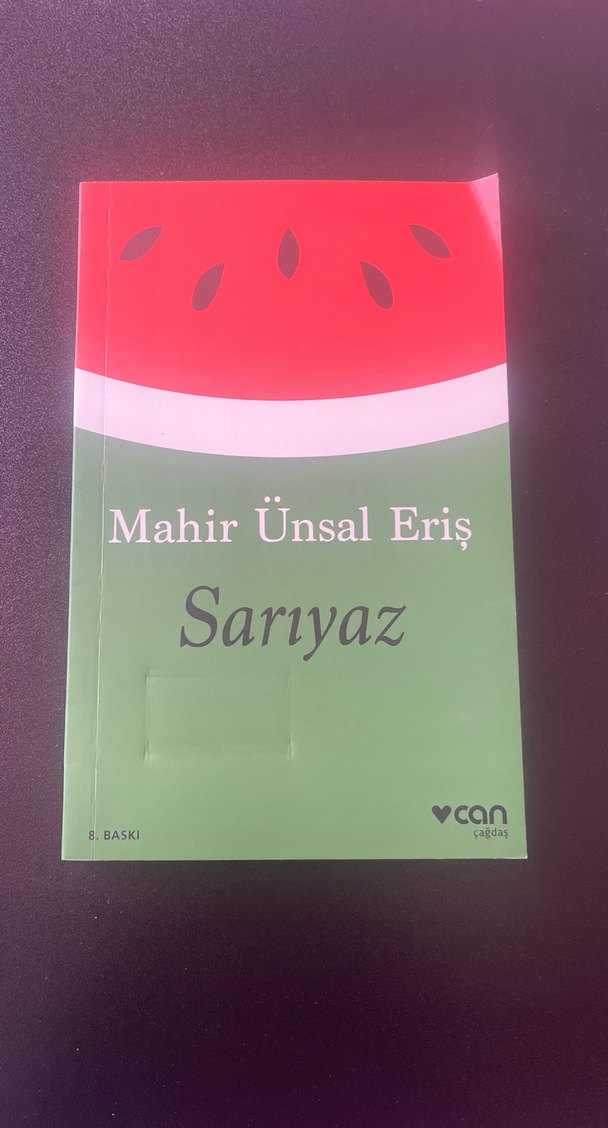 Mahir Ünsal Eriş
Sarıyaz
8. BASKI
can
çağdaş